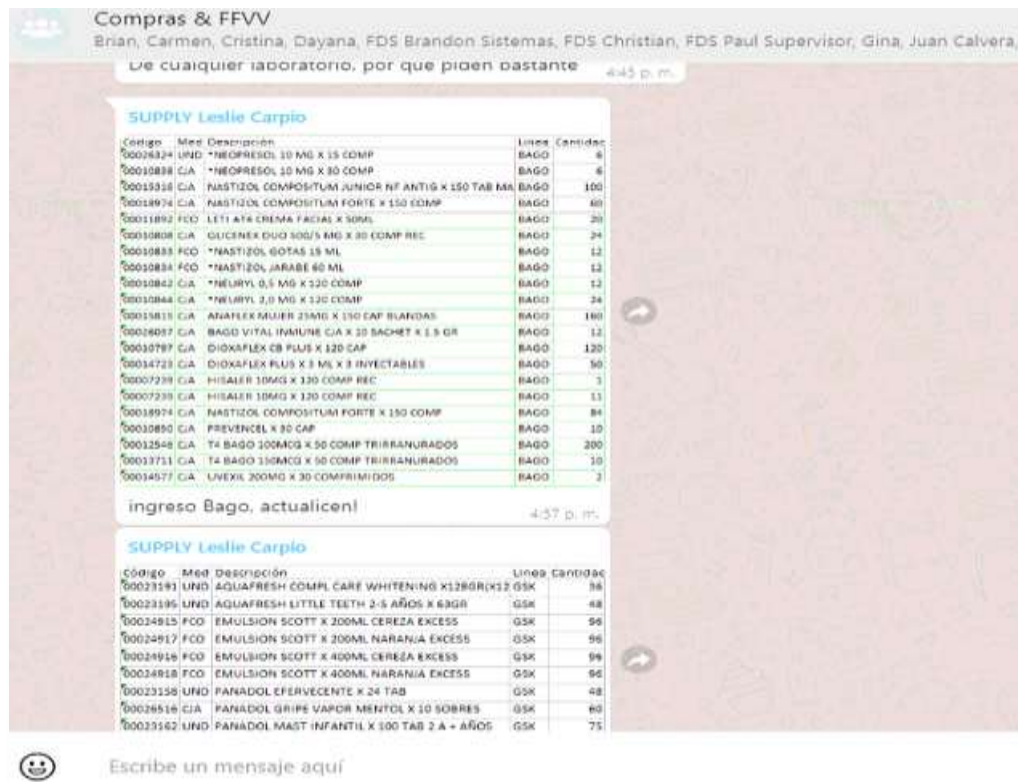 Compras & FFVV
Brian, Carmen, Cristina, Dayana, FDS Brandon Sistemas, FDS Christian, FDS Paul Supervisor, Gina, Juan Calvera,
De cualquier laboratorio, por que piden bastante 4:45 p. m.
SUPPLY Leslie Carpio
Código Med Descripción Linea Cantidad
00026324 UND *NEOPRESOL 10 MG X 15 COMP BAGO 6
00010838 CJA *NEOPRESOL 10 MG X 30 COMP BAGO 6
00015316 CJA NASTIZOL COMPOSITUM JUNIOR NF ANTIG X 150 TAB MA BAGO 100
00018974 CJA NASTIZOL COMPOSITUM FORTE X 150 COMP BAGO 60
00011892 FCO LETI AT4 CREMA FACIAL X 50ML BAGO 20
00010808 CJA GLICENEX DUO 500/5 MG X 30 COMP REC BAGO 24
00010833 FCO *NASTIZOL GOTAS 15 ML BAGO 12
00010834 FCO *NASTIZOL JARABE 60 ML BAGO 12
00010842 CJA *NEURYL 0,5 MG X 120 COMP BAGO 12
00010844 CJA *NEURYL 2,0 MG X 120 COMP BAGO 24
00015815 CJA ANAFLEX MUJER 25MG X 150 CAP BLANDAS BAGO 160
00026037 CJA BAGO VITAL INMUNE CJA X 10 SACHET X 1.5 GR BAGO 12
00010797 CJA DIOXAFLEX CB PLUS X 120 CAP BAGO 120
00014723 CJA DIOXAFLEX PLUS X 3 ML X 3 INYECTABLES BAGO 50
00007239 CJA HISALER 10MG X 120 COMP REC BAGO 1
00007239 CJA HISALER 10MG X 120 COMP REC BAGO 11
00018974 CJA NASTIZOL COMPOSITUM FORTE X 150 COMP BAGO 84
00010850 CJA PREVENCEL X 30 CAP BAGO 10
00012546 CJA T4 BAGO 100MCG X 50 COMP TRIRRANURADOS BAGO 200
00013711 CJA T4 BAGO 150MCG X 50 COMP TRIRRANURADOS BAGO 10
00014577 CJA UVEXIL 200MG X 30 COMPRIMIDOS BAGO 2
ingreso Bago, actualicen! 4:57 p. m.
SUPPLY Leslie Carpio
Código Med Descripción Linea Cantidad
00023191 UND AQUAFRESH COMPL CARE WHITENING X128GR(X12 GSK 36
00023195 UND AQUAFRESH LITTLE TEETH 2-5 AÑOS X 63GR GSK 48
00024915 FCO EMULSION SCOTT X 200ML CEREZA EXCESS GSK 96
00024917 FCO EMULSION SCOTT X 200ML NARANJA EXCESS GSK 96
00024916 FCO EMULSION SCOTT X 400ML CEREZA EXCESS GSK 96
00024918 FCO EMULSION SCOTT X 400ML NARANJA EXCESS GSK 96
00023158 UND PANADOL EFERVECENTE X 24 TAB GSK 48
00026516 CJA PANADOL GRIPE VAPOR MENTOL X 10 SOBRES GSK 60
00023162 UND PANADOL MAST INFANTIL X 100 TAB 2 A + AÑOS GSK 75
Escribe un mensaje aquí